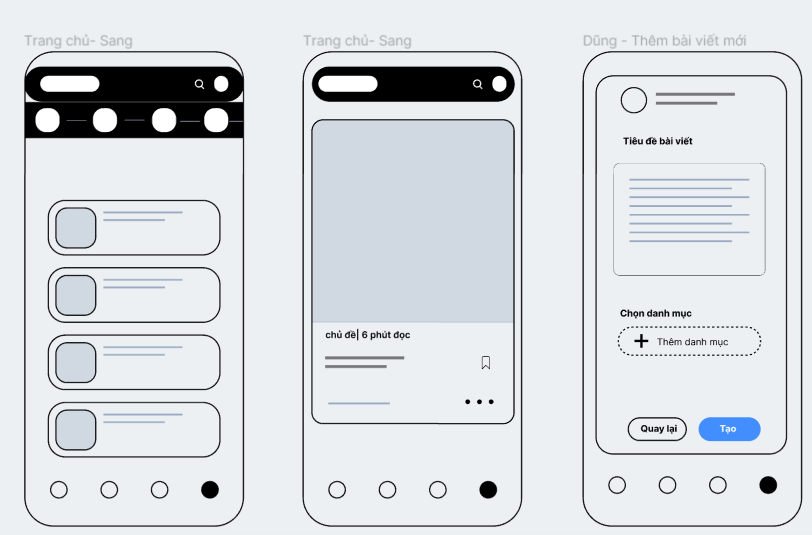 Trang chủ- Sang
Trang chủ- Sang
Dũng - Thêm bài viết mới
Tiêu đề bài viết
chủ đề| 6 phút đọc
Chọn danh mục
Thêm danh mục
Quay lại
Tạo